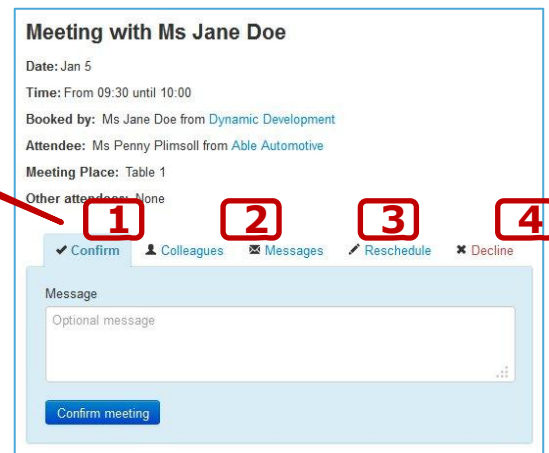 Meeting with Ms Jane Doe
Date: Jan 5
Time: From 09:30 until 10:00
Booked by: Ms Jane Doe from Dynamic Development
Attendee: Ms Penny Plimsoll from Able Automotive
Meeting Place: Table 1
Other attendees: None
1 2 3 4
Confirm Colleagues Messages Reschedule Decline
Message
Optional message
Confirm meeting